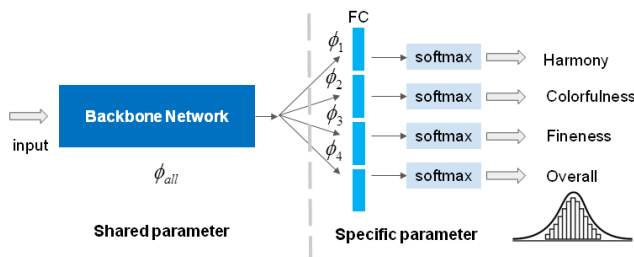 FC
ϕ1
softmax
Harmony
ϕ2
softmax
Colorfulness
Backbone Network
ϕ3
input
softmax
Fineness
ϕ4
ϕall
softmax
Overall
Shared parameter
Specific parameter